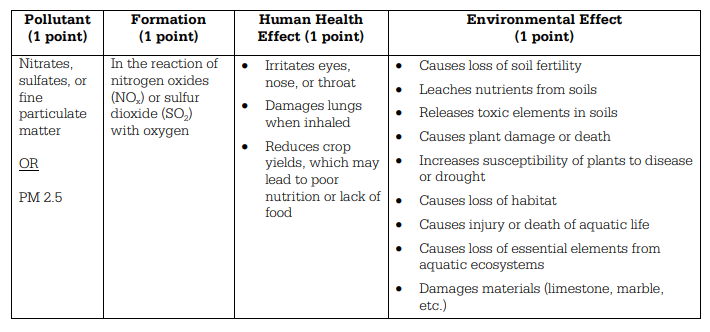 Pollutant
(1 point)
Formation
(1 point)
Human Health
Effect (1 point)
Environmental Effect
(1 point)
Nitrates,
sulfates, or
fine
particulate
matter
OR
PM 2.5
In the reaction of
nitrogen oxides
(NOₓ) or sulfur
dioxide (SO₂)
with oxygen
• Irritates eyes,
nose, or throat
• Damages lungs
when inhaled
• Reduces crop
yields, which may
lead to poor
nutrition or lack of
food
• Causes loss of soil fertility
• Leaches nutrients from soils
• Releases toxic elements in soils
• Causes plant damage or death
• Increases susceptibility of plants to disease
or drought
• Causes loss of habitat
• Causes injury or death of aquatic life
• Causes loss of essential elements from
aquatic ecosystems
• Damages materials (limestone, marble,
etc.)